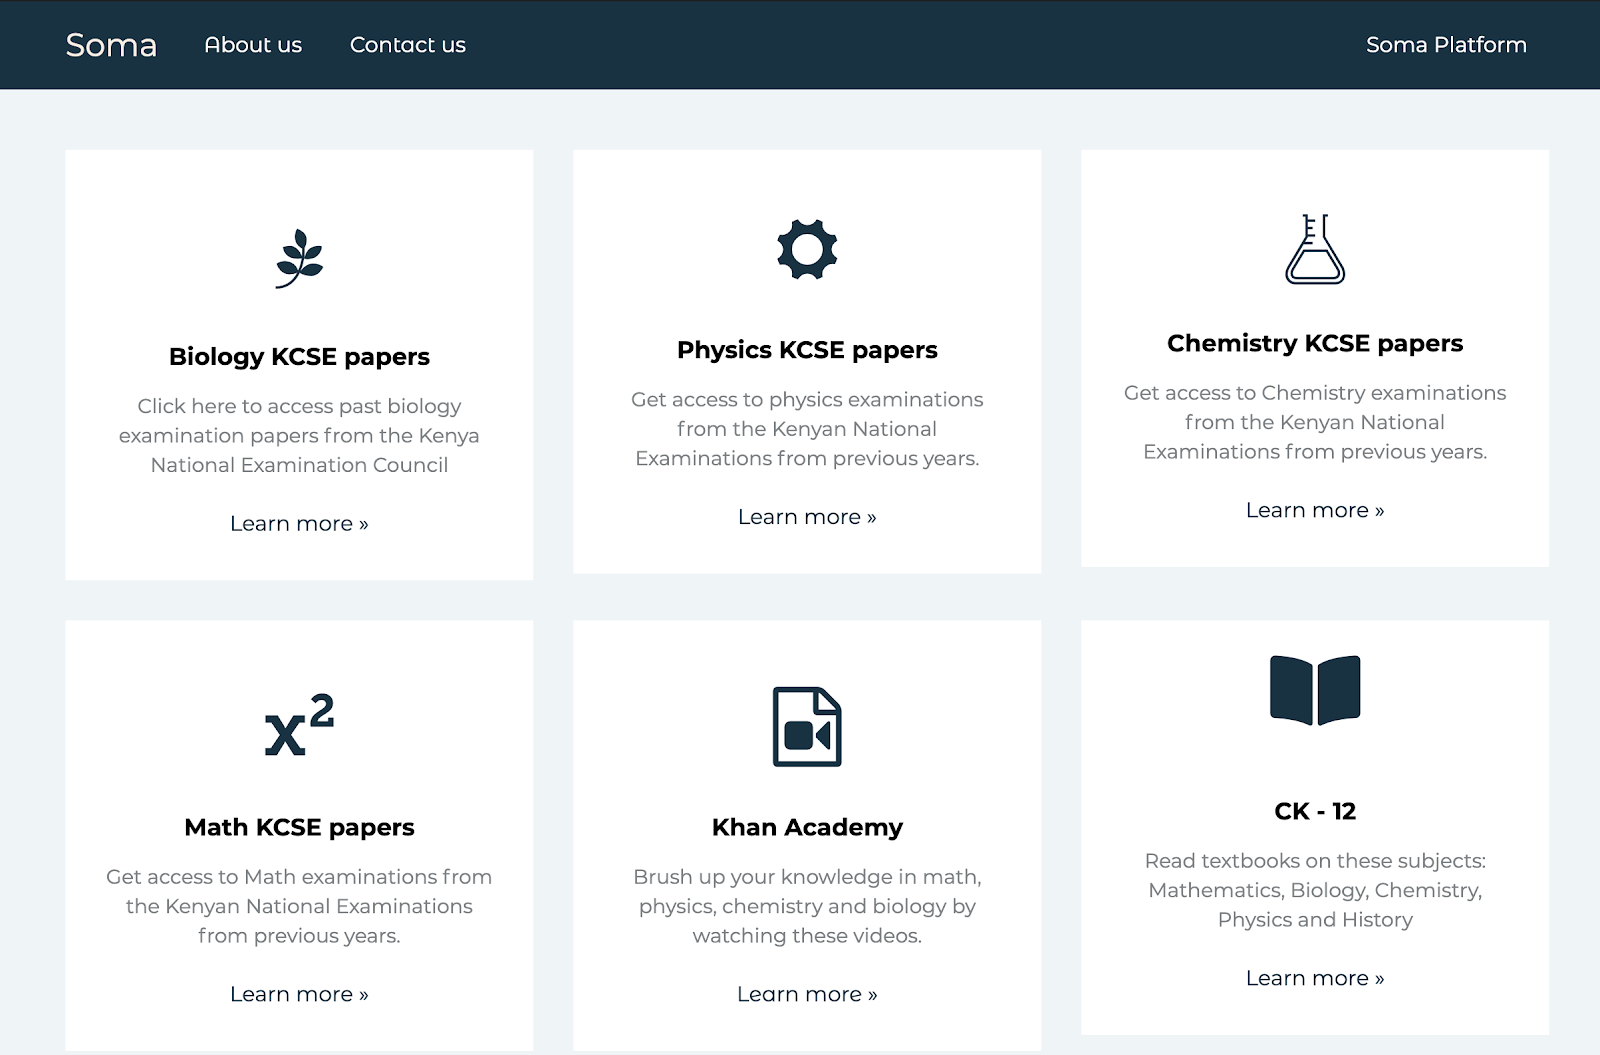 Soma
About us
Contact us
Soma Platform
Biology KCSE papers
Click here to access past biology
examination papers from the Kenya
National Examination Council
Learn more »
Physics KCSE papers
Get access to physics examinations
from the Kenyan National
Examinations from previous years.
Learn more »
Chemistry KCSE papers
Get access to Chemistry examinations
from the Kenyan National
Examinations from previous years.
Learn more »
x²
Math KCSE papers
Get access to Math examinations from
the Kenyan National Examinations
from previous years.
Learn more »
Khan Academy
Brush up your knowledge in math,
physics, chemistry and biology by
watching these videos.
Learn more »
CK - 12
Read textbooks on these subjects:
Mathematics, Biology, Chemistry,
Physics and History
Learn more »